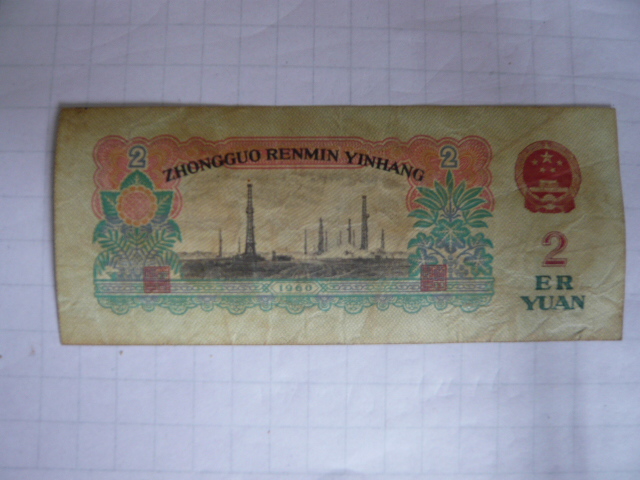 2
2
ZHONGGUO RENMIN YINHANG
2
ER
YUAN
1960